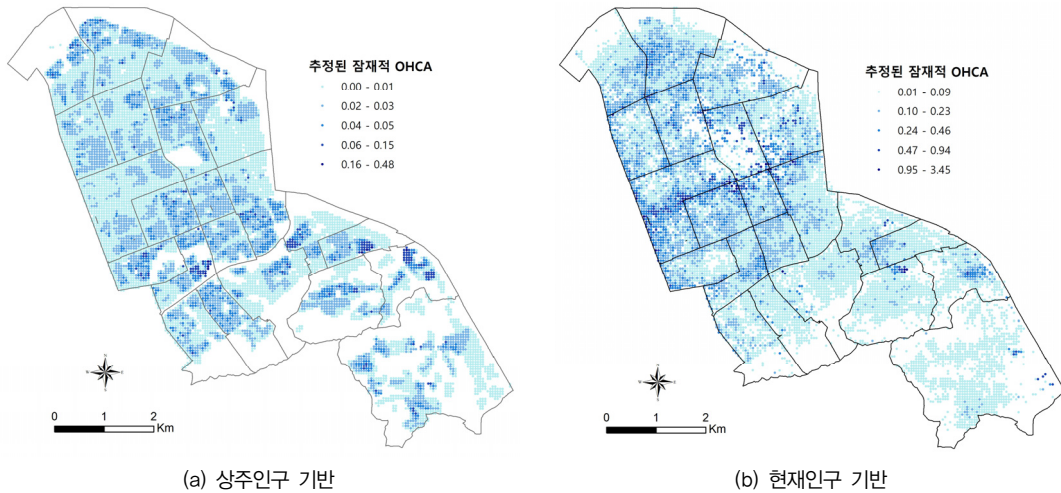 추정된 잠재적 OHCA
0.00 - 0.01
0.02 - 0.03
0.04 - 0.05
0.06 - 0.15
0.16 - 0.48
0 1 2
Km
(a) 상주인구 기반
추정된 잠재적 OHCA
0.01 - 0.09
0.10 - 0.23
0.24 - 0.46
0.47 - 0.94
0.95 - 3.45
0 1 2
Km
(b) 현재인구 기반